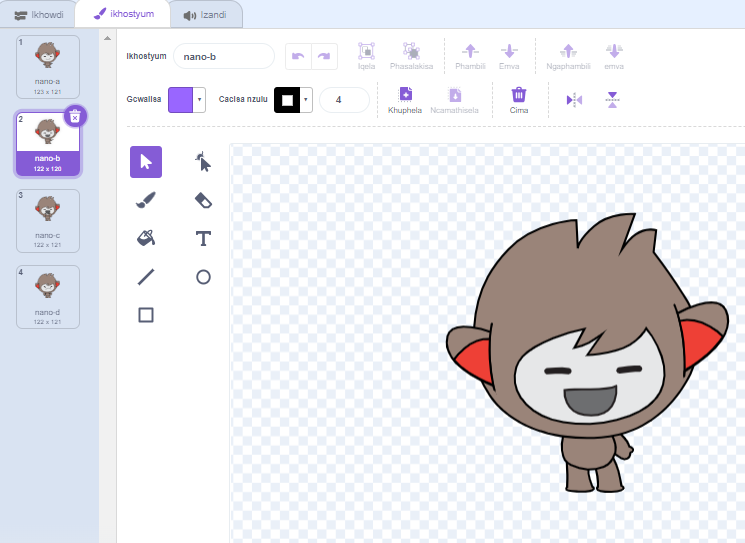 Ikhowdi
ikhostyum
Izandi
1
nano-a
123 x 121
2
nano-b
122 x 120
3
nano-c
122 x 121
4
nano-d
122 x 121
Ikhostyum
nano-b
Iqela
Phasalakisa
Phambili
Emva
Ngaphambili
emva
Gcwalisa
Cacisa nzulu
4
Khuphela
Ncamathisela
Cima
T